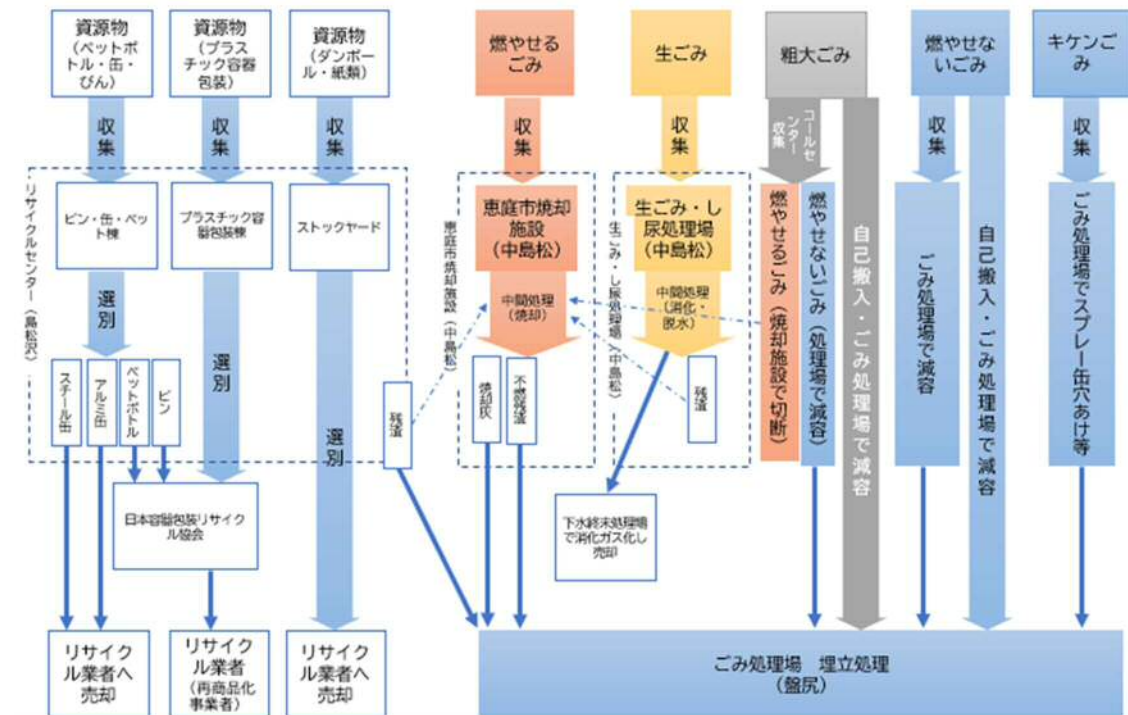 資源物
（ペットボ
トル・缶・
びん）
資源物
（プラス
チック容器
包装）
資源物
（ダンボー
ル・紙類）
燃やせる
ごみ
生ごみ
粗大ごみ
燃やせな
いごみ
キケンご
み
収集
収集
収集
収集
収集
コールセ
ンター
収集
収集
収集
リサイクルセンター（島松沢）
ビン・缶・ペッ
ト棟
プラスチック容
器包装棟
ストックヤード
恵庭市焼却施設（中島松）
恵庭市焼却
施設
（中島松）
生ごみ・し尿処理場（中島松）
生ごみ・し
尿処理場
（中島松）
燃やせるごみ（焼却施設で切断）
燃やせないごみ（処理場で減容）
自己搬入・ごみ処理場で減容
ごみ処理場で減容
自己搬入・ごみ処理場で減容
ごみ処理場でスプレー缶穴あけ等
選別
選別
選別
中間処理
（焼却）
中間処理
（消化・
脱水）
スチール缶
アルミ缶
ペットボトル
ビン
残渣
焼却灰
不燃残渣
残渣
日本容器包装リサイク
ル協会
下水終末処理場
で消化ガス化し
売却
リサイク
ル業者へ
売却
リサイク
ル業者
（再商品化
事業者）
リサイク
ル業者へ
売却
ごみ処理場　埋立処理
（盤尻）